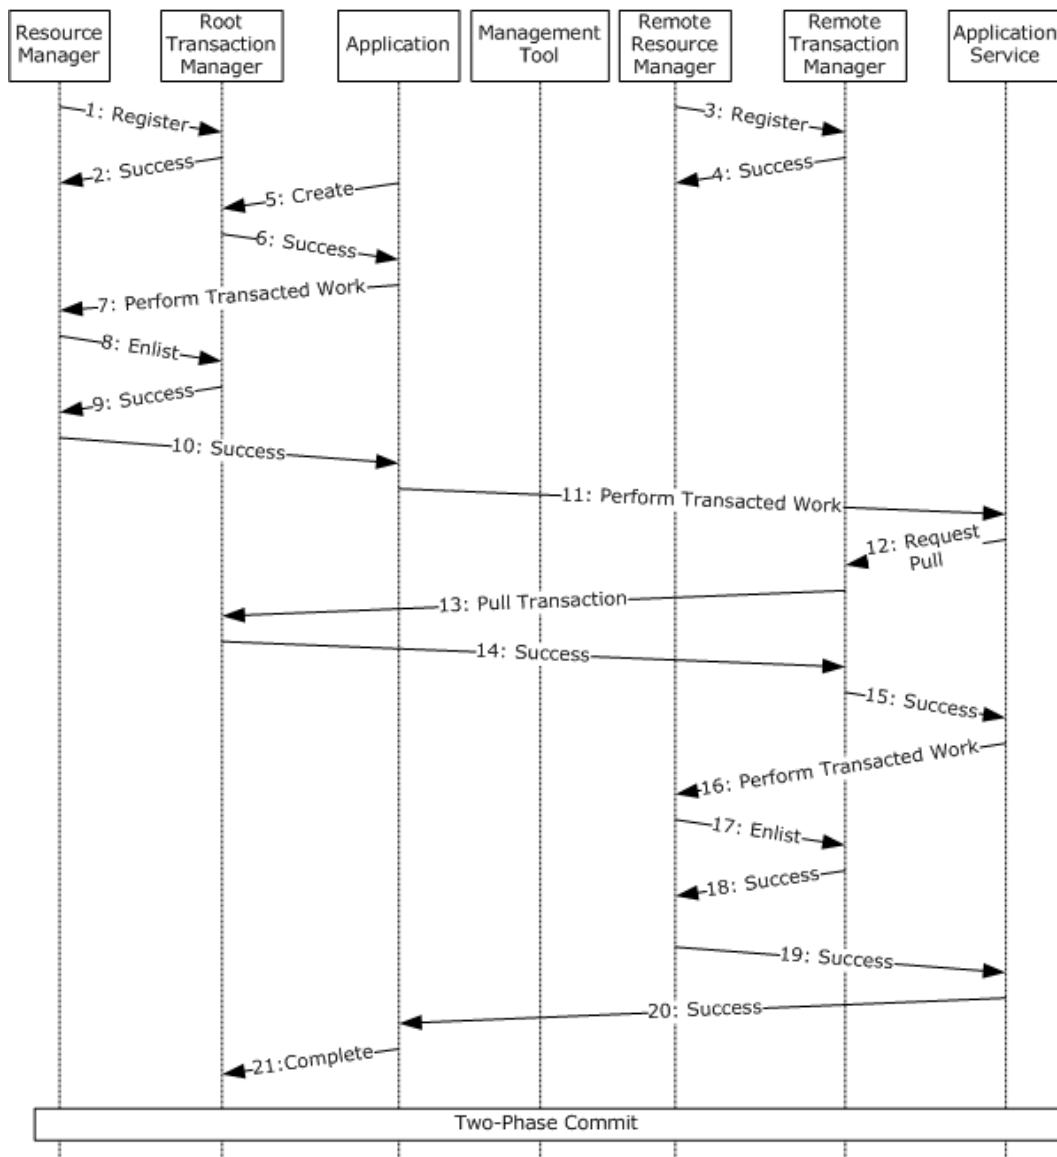 Resource
Manager
Root
Transaction
Manager
Application
Management
Tool
Remote
Resource
Manager
Remote
Transaction
Manager
Application
Service
1: Register
3: Register
2: Success
4: Success
5: Create
6: Success
7: Perform Transacted Work
8: Enlist
9: Success
10: Success
11: Perform Transacted Work
12: Request
Pull
13: Pull Transaction
14: Success
15: Success
16: Perform Transacted Work
17: Enlist
18: Success
19: Success
20: Success
21:Complete
Two-Phase Commit